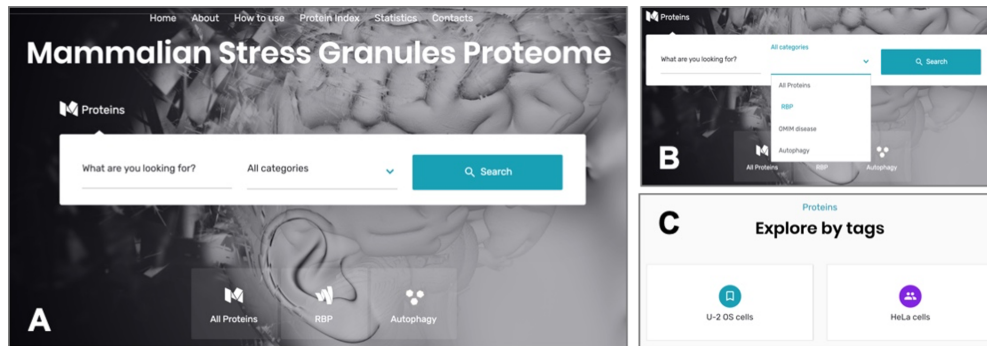 Home About How to use Protein Index Statistics Contacts
Mammalian Stress Granules Proteome
Proteins
What are you looking for? All categories Search
All Proteins RBP Autophagy
A
Proteins
All categories
What are you looking for? Search
All Proteins
RBP
OMIM disease
Autophagy
All Proteins RBP Autophagy
B
Proteins
Explore by tags
C
U-2 OS cells HeLa cells